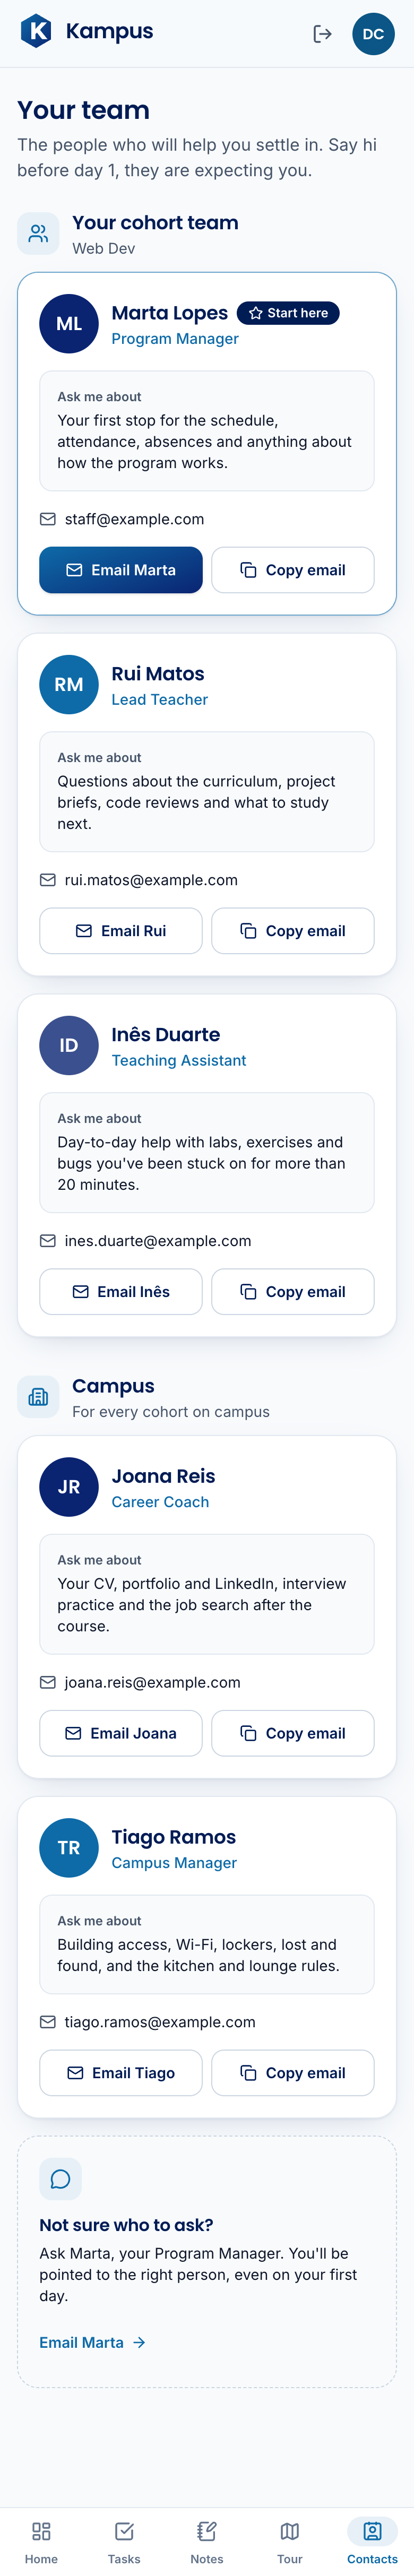 Kampus
DC
Your team
The people who will help you settle in. Say hi
before day 1, they are expecting you.
Your cohort team
Web Dev
ML
Marta Lopes
Start here
Program Manager
Ask me about
Your first stop for the schedule,
attendance, absences and anything about
how the program works.
staff@example.com
Email Marta
Copy email
RM
Rui Matos
Lead Teacher
Ask me about
Questions about the curriculum, project
briefs, code reviews and what to study
next.
rui.matos@example.com
Email Rui
Copy email
ID
Inês Duarte
Teaching Assistant
Ask me about
Day-to-day help with labs, exercises and
bugs you've been stuck on for more than
20 minutes.
ines.duarte@example.com
Email Inês
Copy email
Campus
For every cohort on campus
JR
Joana Reis
Career Coach
Ask me about
Your CV, portfolio and LinkedIn, interview
practice and the job search after the
course.
joana.reis@example.com
Email Joana
Copy email
TR
Tiago Ramos
Campus Manager
Ask me about
Building access, Wi-Fi, lockers, lost and
found, and the kitchen and lounge rules.
tiago.ramos@example.com
Email Tiago
Copy email
Not sure who to ask?
Ask Marta, your Program Manager. You'll be
pointed to the right person, even on your first
day.
Email Marta
Home
Tasks
Notes
Tour
Contacts